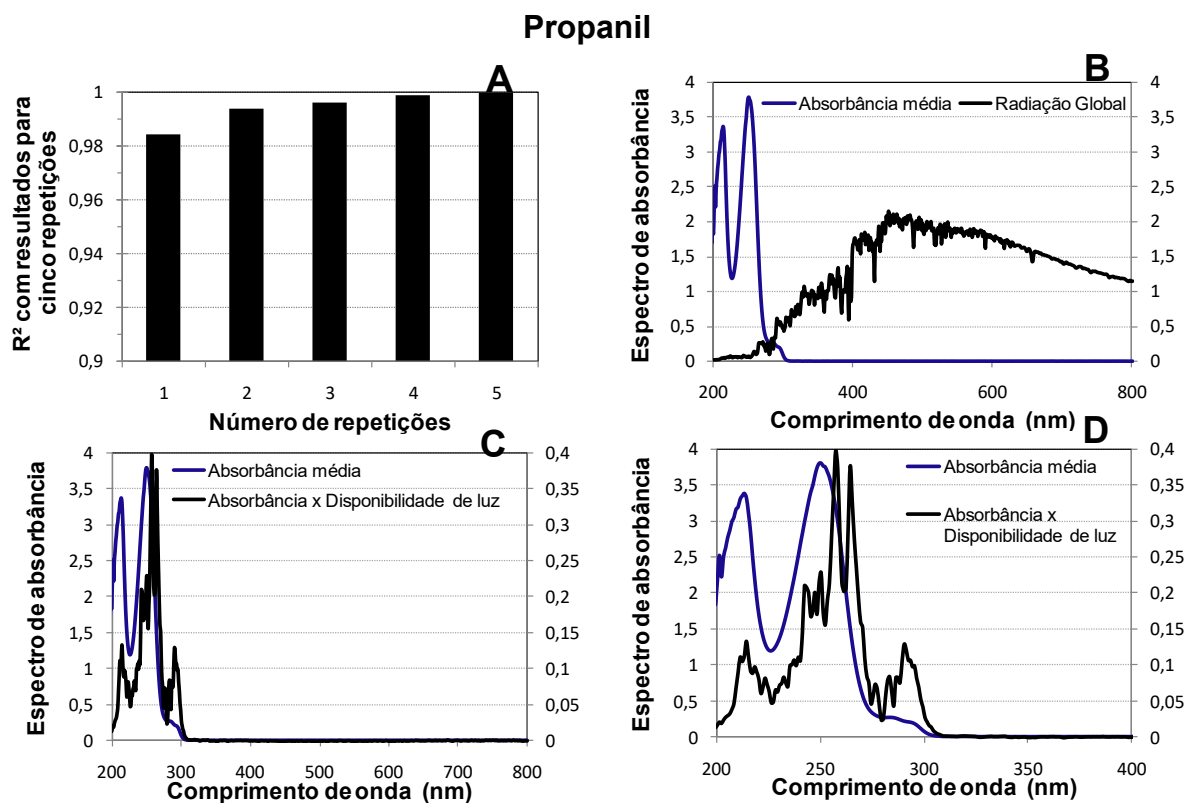 Propanil
A
R² com resultados para
cinco repetições
1
0,98
0,96
0,94
0,92
0,9
1 2 3 4 5
Número de repetições
B
Espectro de absorbância
Absorbância média
Radiação Global
4
3,5
3
2,5
2
1,5
1
0,5
0
4
3,5
3
2,5
2
1,5
1
0,5
0
200 400 600 800
Comprimento de onda (nm)
C
Espectro de absorbância
Absorbância média
Absorbância x Disponibilidade de luz
4
3,5
3
2,5
2
1,5
1
0,5
0
0,4
0,35
0,3
0,25
0,2
0,15
0,1
0,05
0
200 300 400 500 600 700 800
Comprimento de onda (nm)
D
Espectro de absorbância
Absorbância média
Absorbância x
Disponibilidade de luz
4
3,5
3
2,5
2
1,5
1
0,5
0
0,4
0,35
0,3
0,25
0,2
0,15
0,1
0,05
0
200 250 300 350 400
Comprimento de onda (nm)